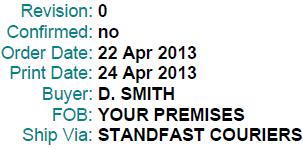 Revision: 0
Confirmed: no
Order Date: 22 Apr 2013
Print Date: 24 Apr 2013
Buyer: D. SMITH
FOB: YOUR PREMISES
Ship Via: STANDFAST COURIERS